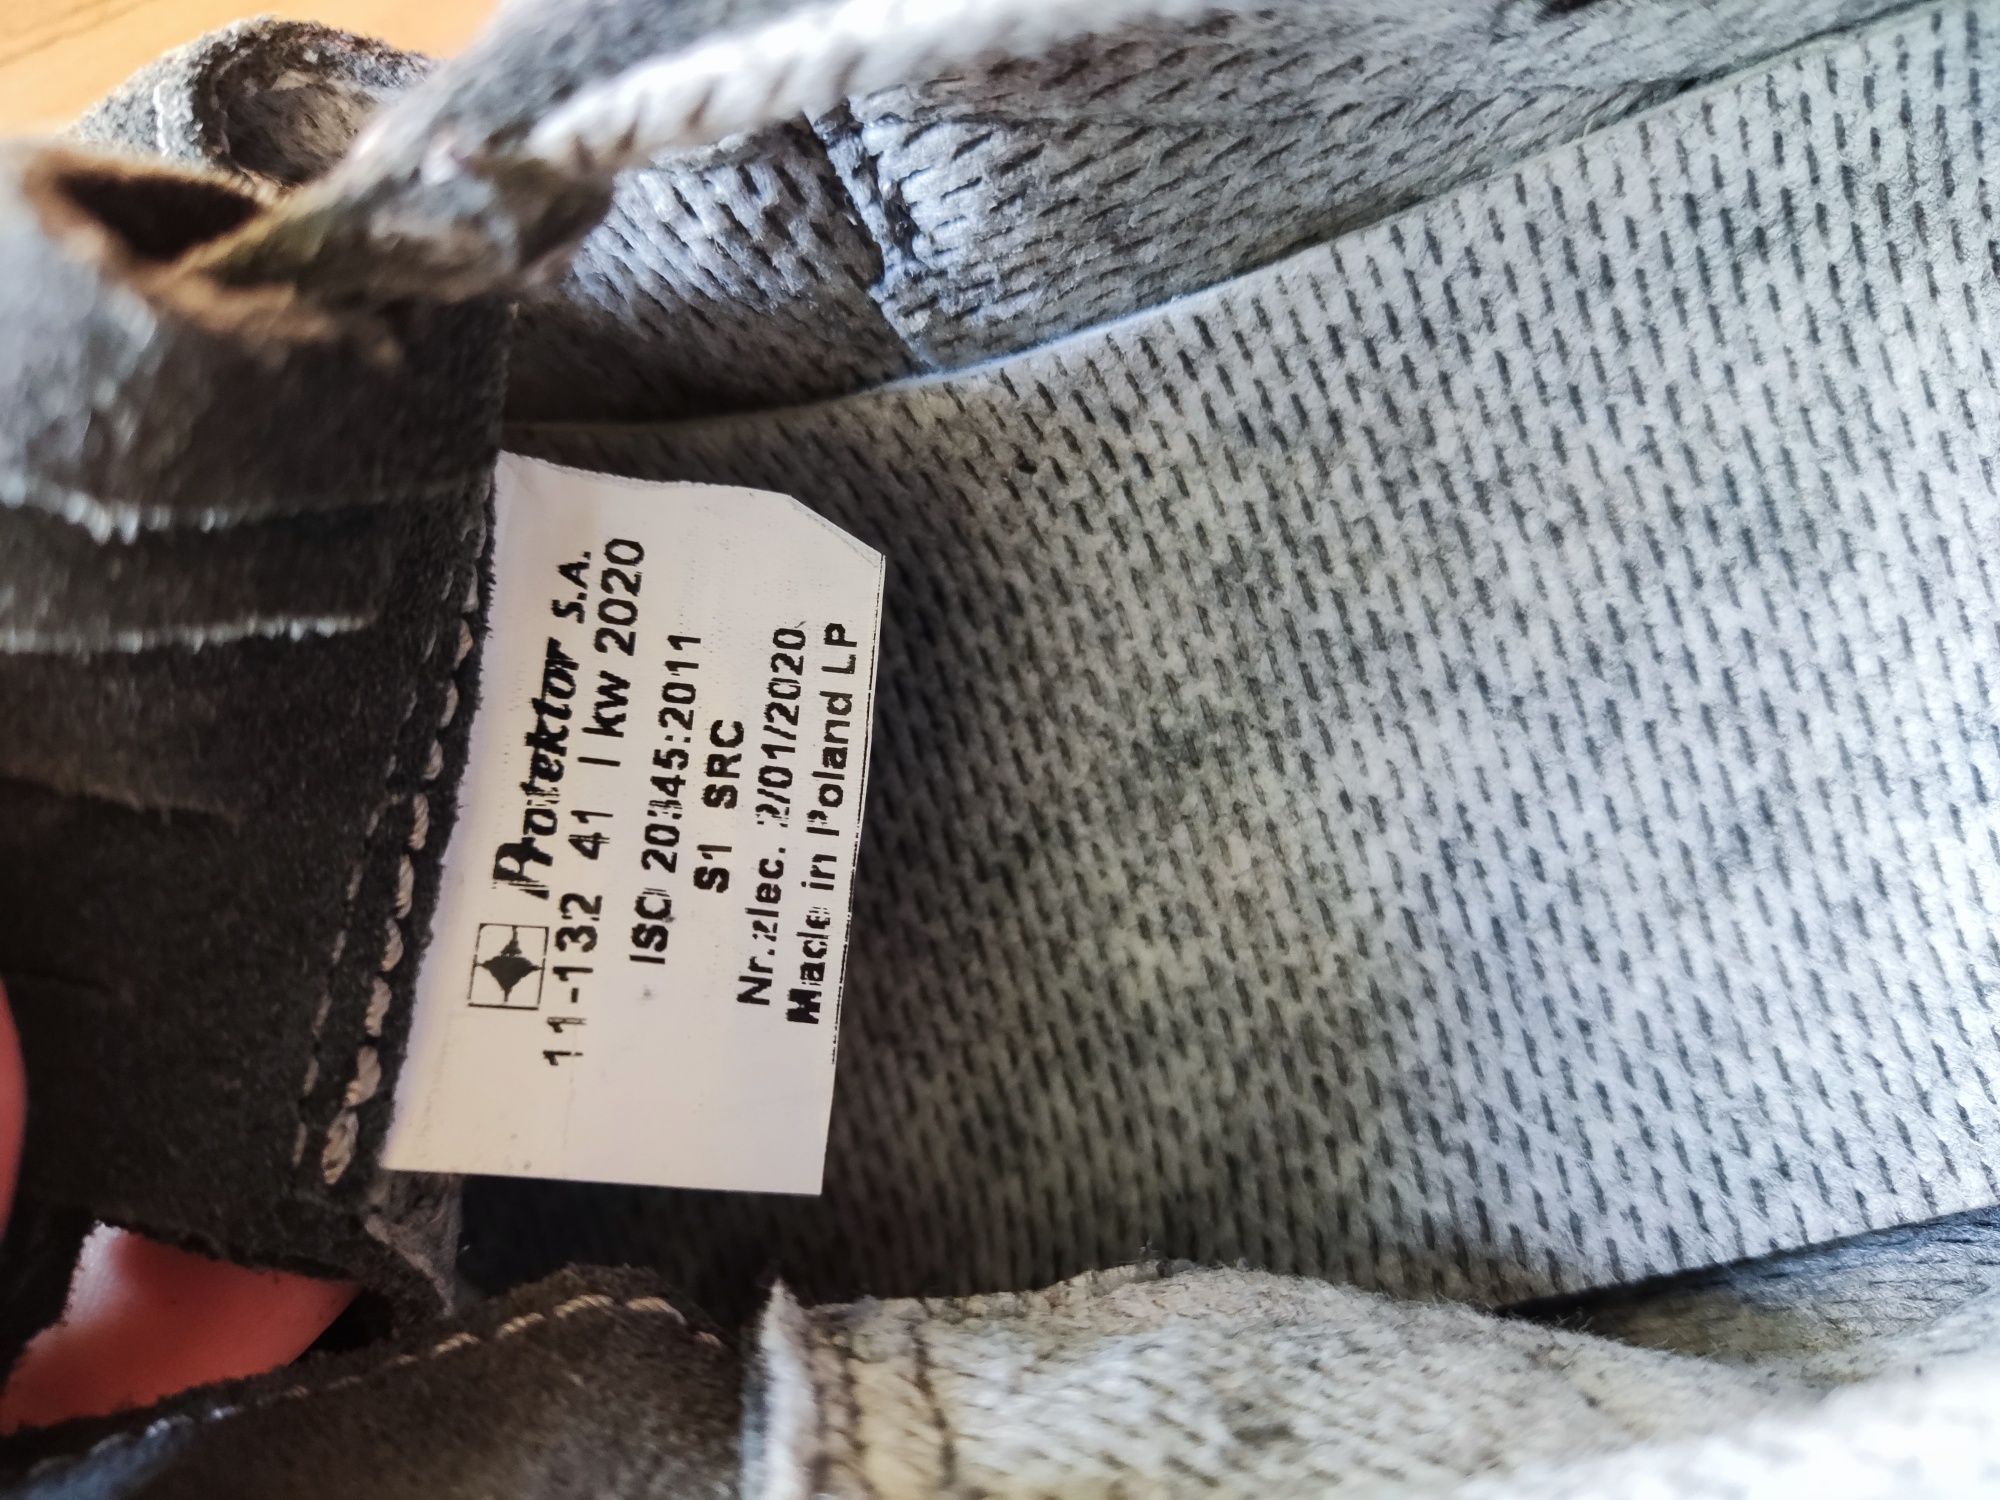 Protektor S.A.
11-132 41 I kw 2020
ISO 20345:2011
S1 SRC
Nr.zlec. 2/01/2020
Made in Poland LP